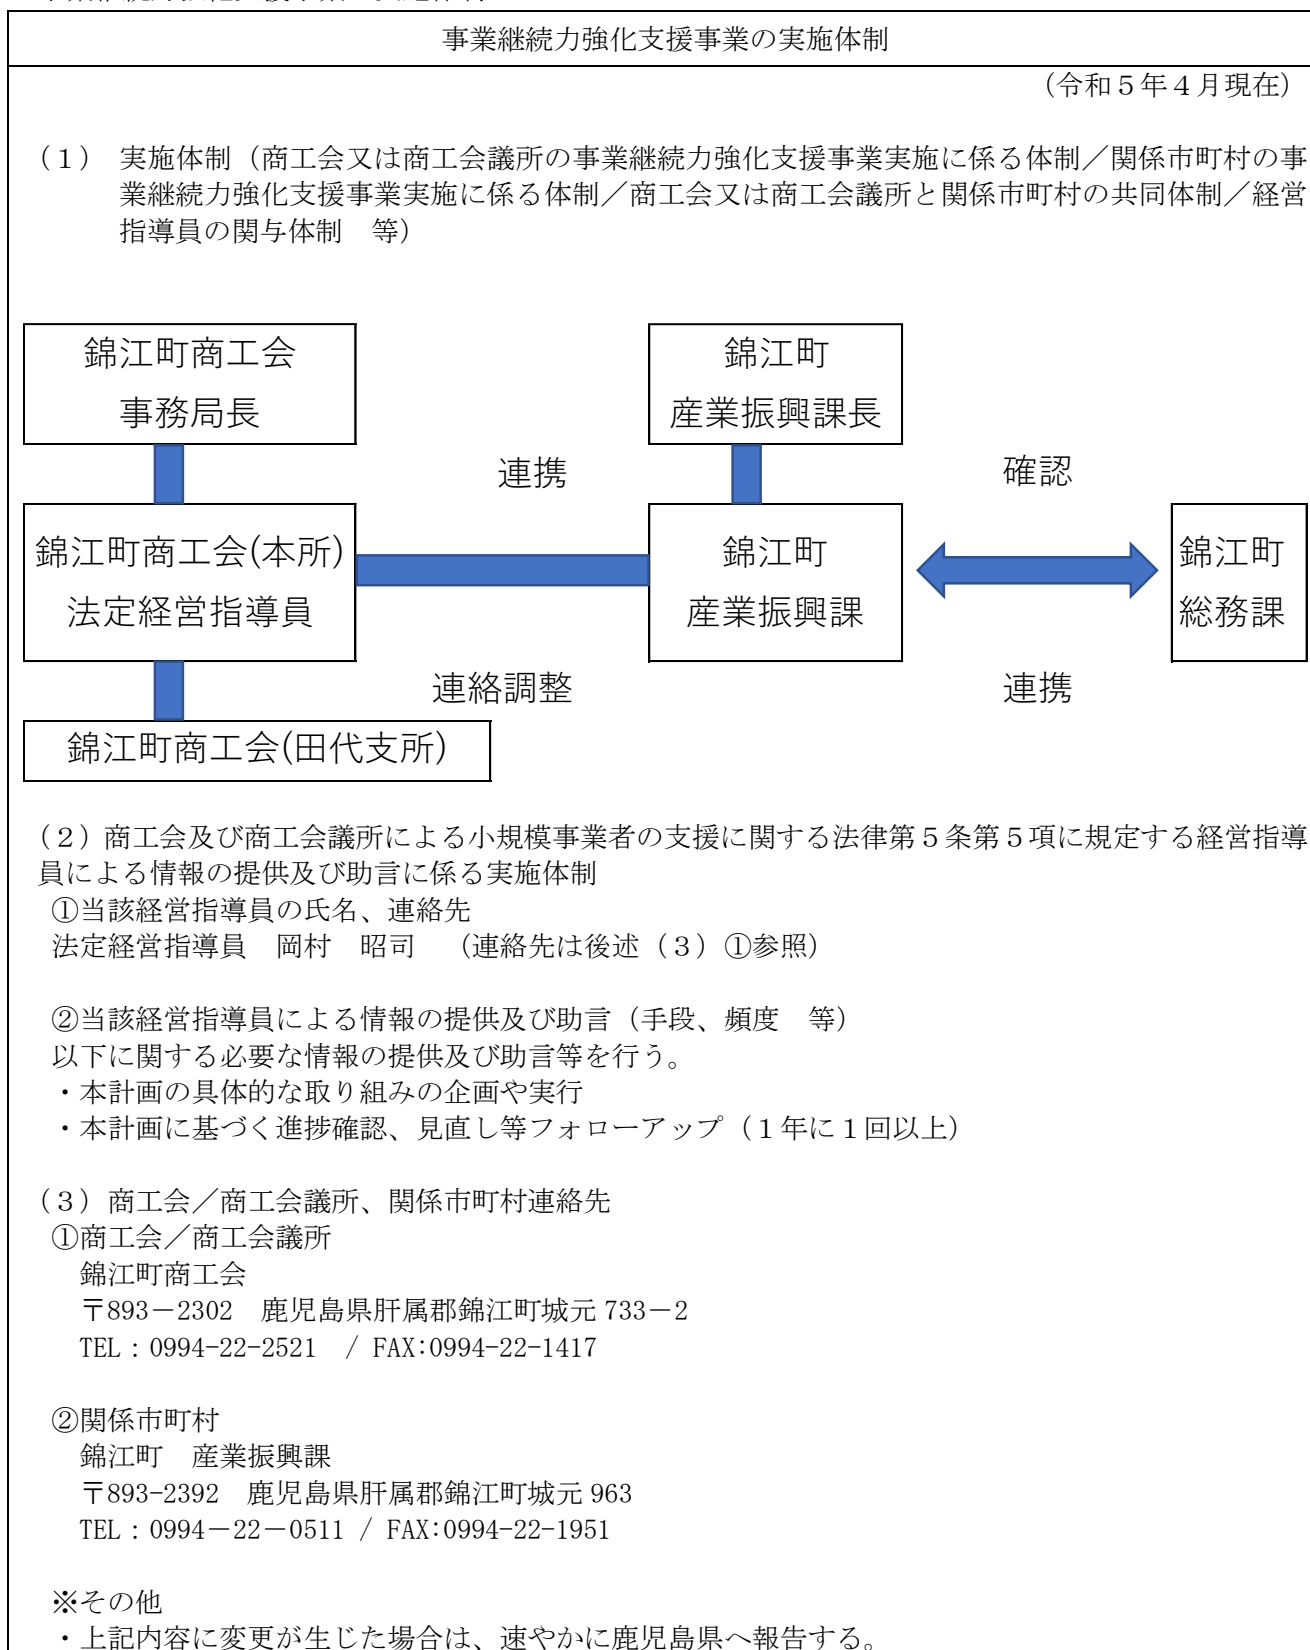 事業継続力強化支援事業の実施体制
（令和５年４月現在）
（１）　実施体制（商工会又は商工会議所の事業継続力強化支援事業実施に係る体制／関係市町村の事
業継続力強化支援事業実施に係る体制／商工会又は商工会議所と関係市町村の共同体制／経営
指導員の関与体制　等）
錦江町商工会
事務局長
錦江町
産業振興課長
連携
確認
錦江町商工会(本所)
法定経営指導員
錦江町
産業振興課
錦江町
総務課
連絡調整
連携
錦江町商工会(田代支所)
（２）商工会及び商工会議所による小規模事業者の支援に関する法律第５条第５項に規定する経営指導
員による情報の提供及び助言に係る実施体制
①当該経営指導員の氏名、連絡先
法定経営指導員　岡村　昭司　（連絡先は後述（３）①参照）
②当該経営指導員による情報の提供及び助言（手段、頻度　等）
以下に関する必要な情報の提供及び助言等を行う。
・本計画の具体的な取り組みの企画や実行
・本計画に基づく進捗確認、見直し等フォローアップ（１年に１回以上）
（３）商工会／商工会議所、関係市町村連絡先
①商工会／商工会議所
錦江町商工会
〒893－2302　鹿児島県肝属郡錦江町城元 733－2
TEL：0994-22-2521　/ FAX:0994-22-1417
②関係市町村
錦江町　産業振興課
〒893-2392　鹿児島県肝属郡錦江町城元 963
TEL：0994－22－0511 / FAX:0994-22-1951
※その他
・上記内容に変更が生じた場合は、速やかに鹿児島県へ報告する。